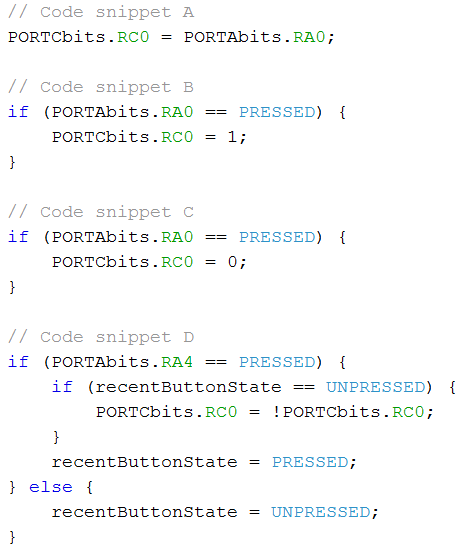 // Code snippet A
PORTCbits.RC0 = PORTAbits.RA0;

// Code snippet B
if (PORTAbits.RA0 == PRESSED) {
    PORTCbits.RC0 = 1;
}

// Code snippet C
if (PORTAbits.RA0 == PRESSED) {
    PORTCbits.RC0 = 0;
}

// Code snippet D
if (PORTAbits.RA4 == PRESSED) {
    if (recentButtonState == UNPRESSED) {
        PORTCbits.RC0 = !PORTCbits.RC0;
    }
    recentButtonState = PRESSED;
} else {
    recentButtonState = UNPRESSED;
}